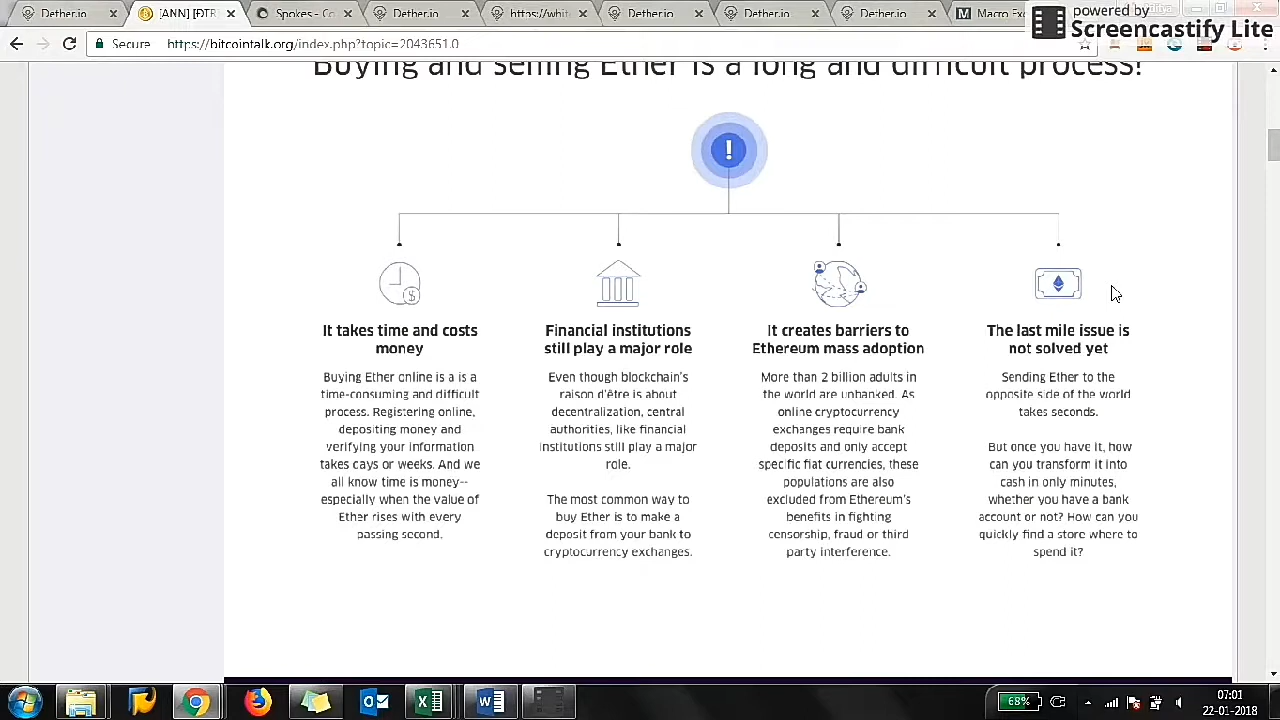 Dether.io
[ANN] [ĐTR
Spokes -
Dether.io
https://whit
Dether.io
Dether.io
Dether.io
Macro Ex
powered by
Screencastify Lite
Secure
https://bitcointalk.org/index.php?topic=2043651.0
Buying and selling Ether is a long and difficult process!
!
$
It takes time and costs
money
Buying Ether online is a is a
time-consuming and difficult
process. Registering online,
depositing money and
verifying your information
takes days or weeks. And we
all know time is money--
especially when the value of
Ether rises with every
passing second.
Financial institutions
still play a major role
Even though blockchain's
raison d'être is about
decentralization, central
authorities, like financial
institutions still play a major
role.
The most common way to
buy Ether is to make a
deposit from your bank to
cryptocurrency exchanges.
It creates barriers to
Ethereum mass adoption
More than 2 billion adults in
the world are unbanked. As
online cryptocurrency
exchanges require bank
deposits and only accept
specific fiat currencies, these
populations are also
excluded from Ethereum's
benefits in fighting
censorship, fraud or third
party interference.
The last mile issue is
not solved yet
Sending Ether to the
opposite side of the world
takes seconds.
But once you have it, how
can you transform it into
cash in only minutes,
whether you have a bank
account or not? How can you
quickly find a store where to
spend it?
68%
07:01
22-01-2018